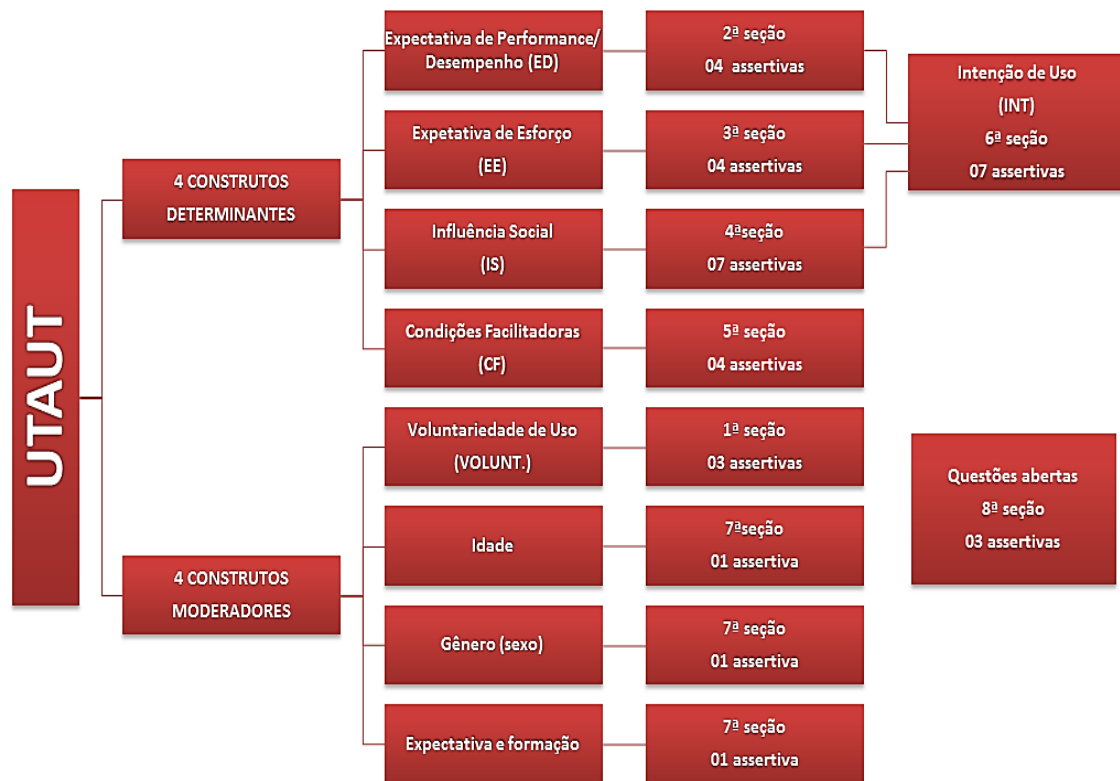 UTAUT
4 CONSTRUTOS
DETERMINANTES
Expectativa de Performance/
Desempenho (ED)
2ª seção
04 assertivas
Intenção de Uso
(INT)
6ª seção
07 assertivas
Expetativa de Esforço
(EE)
3ª seção
04 assertivas
Influência Social
(IS)
4ªseção
07 assertivas
Condições Facilitadoras
(CF)
5ª seção
04 assertivas
4 CONSTRUTOS
MODERADORES
Voluntariedade de Uso
(VOLUNT.)
1ª seção
03 assertivas
Idade
7ªseção
01 assertiva
Gênero (sexo)
7ª seção
01 assertiva
Expectativa e formação
7ª seção
01 assertiva
Questões abertas
8ª seção
03 assertivas